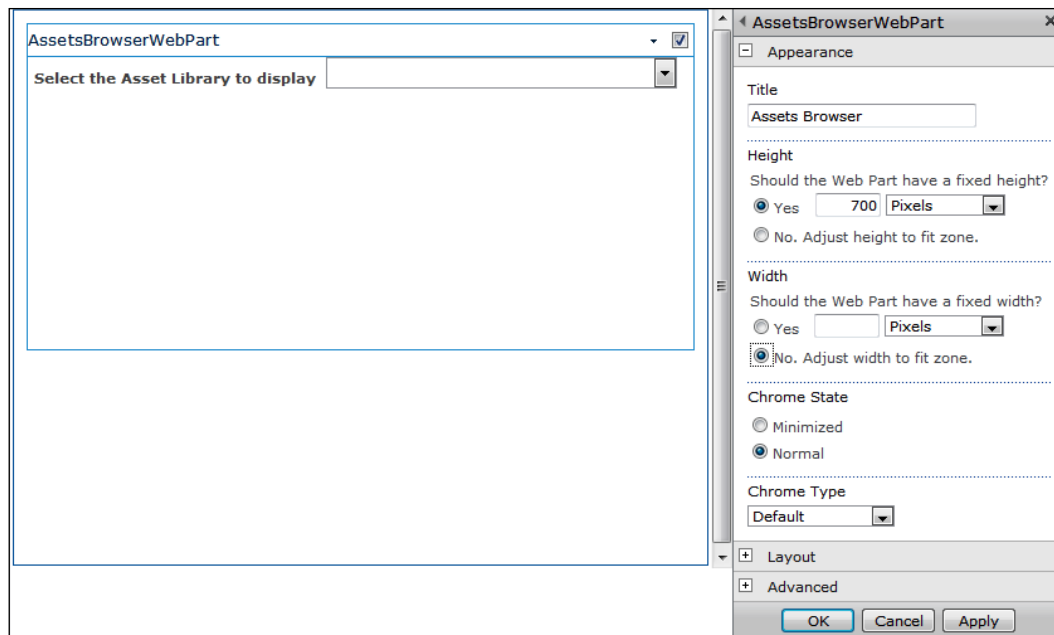 AssetsBrowserWebPart
Select the Asset Library to display
AssetsBrowserWebPart
Appearance
Title
Assets Browser
Height
Should the Web Part have a fixed height?
Yes 700 Pixels
No. Adjust height to fit zone.
Width
Should the Web Part have a fixed width?
Yes Pixels
No. Adjust width to fit zone.
Chrome State
Minimized
Normal
Chrome Type
Default
Layout
Advanced
OK Cancel Apply